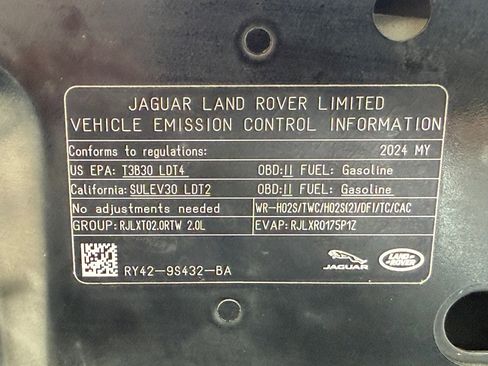 JAGUAR LAND ROVER LIMITED
VEHICLE EMISSION CONTROL INFORMATION
Conforms to regulations: 2024 MY
US EPA: T3B30 LDT4 OBD:II FUEL: Gasoline
California: SULEV30 LDT2 OBD:II FUEL: Gasoline
No adjustments needed WR-HO2S/TWC/HO2S(2)/DFI/TC/CAC
GROUP: RJLXT02.0RTW 2.0L EVAP: RJLXR0175P1Z
RY42-9S432-BA
JAGUAR
LAND ROVER